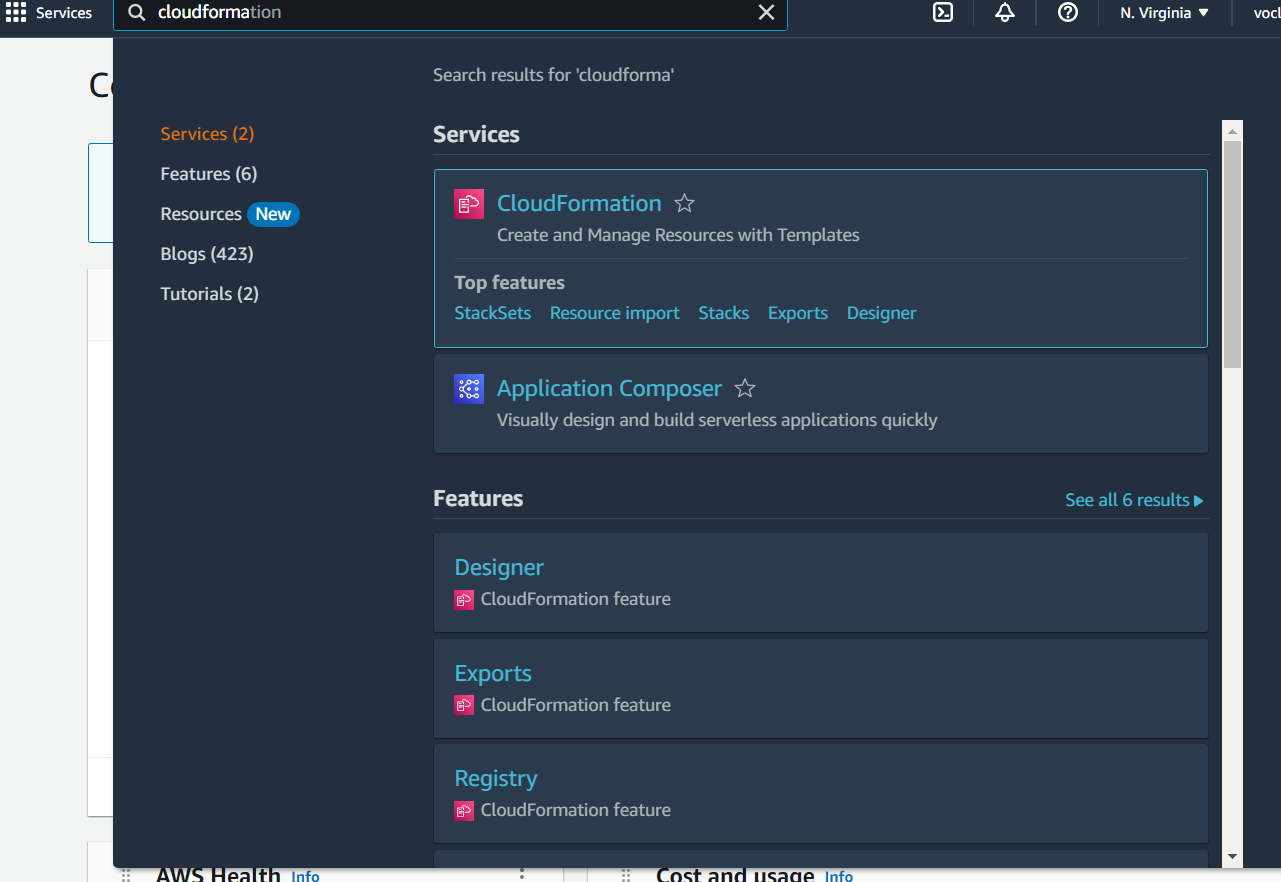 Services
cloudformation
N. Virginia
Search results for 'cloudforma'
Services (2)
Features (6)
Resources New
Blogs (423)
Tutorials (2)
Services
CloudFormation
Create and Manage Resources with Templates
Top features
StackSets Resource import Stacks Exports Designer
Application Composer
Visually design and build serverless applications quickly
Features See all 6 results
Designer
CloudFormation feature
Exports
CloudFormation feature
Registry
CloudFormation feature
AWS Health Info
Cost and usage Info